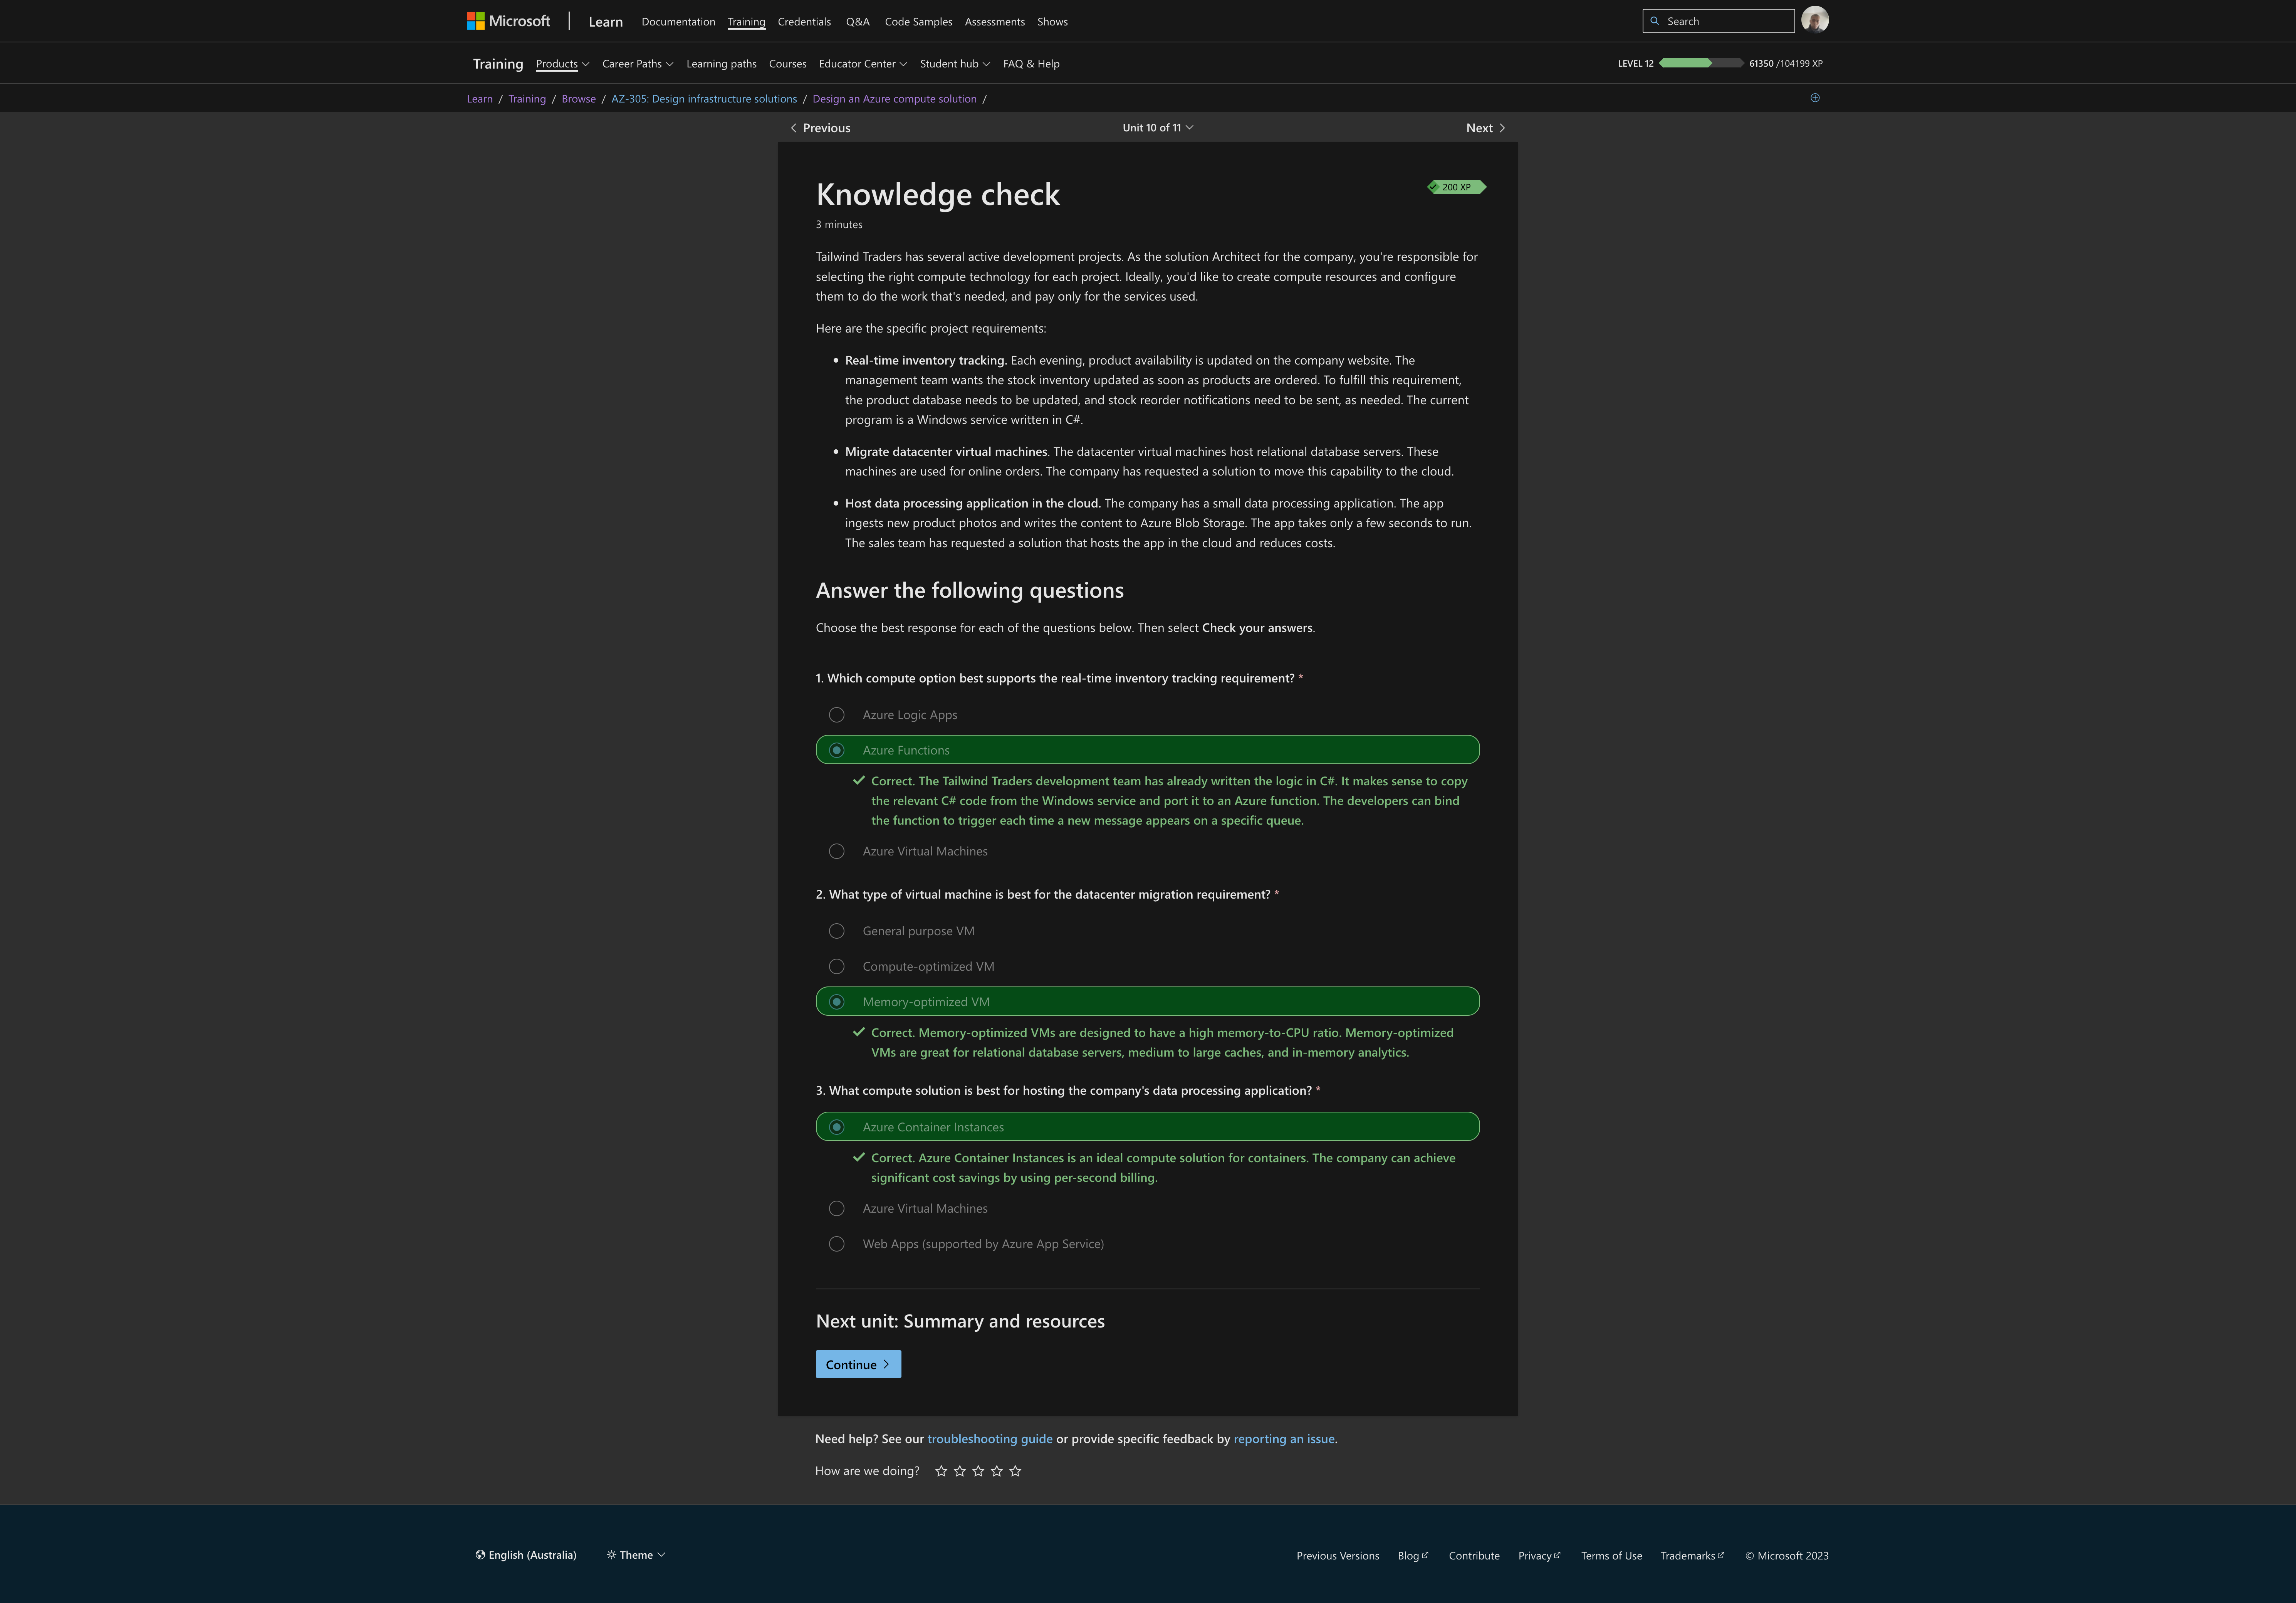 Microsoft
Learn
Documentation
Training
Credentials
Q&A
Code Samples
Assessments
Shows
Search
Training
Products
Career Paths
Learning paths
Courses
Educator Center
Student hub
FAQ & Help
LEVEL 12
61350 /104199 XP
Learn / Training / Browse / AZ-305: Design infrastructure solutions / Design an Azure compute solution /
Previous
Unit 10 of 11
Next
Knowledge check
200 XP
3 minutes
Tailwind Traders has several active development projects. As the solution Architect for the company, you're responsible for
selecting the right compute technology for each project. Ideally, you'd like to create compute resources and configure
them to do the work that's needed, and pay only for the services used.
Here are the specific project requirements:
• Real-time inventory tracking. Each evening, product availability is updated on the company website. The
management team wants the stock inventory updated as soon as products are ordered. To fulfill this requirement,
the product database needs to be updated, and stock reorder notifications need to be sent, as needed. The current
program is a Windows service written in C#.
• Migrate datacenter virtual machines. The datacenter virtual machines host relational database servers. These
machines are used for online orders. The company has requested a solution to move this capability to the cloud.
• Host data processing application in the cloud. The company has a small data processing application. The app
ingests new product photos and writes the content to Azure Blob Storage. The app takes only a few seconds to run.
The sales team has requested a solution that hosts the app in the cloud and reduces costs.
Answer the following questions
Choose the best response for each of the questions below. Then select Check your answers.
1. Which compute option best supports the real-time inventory tracking requirement? *
Azure Logic Apps
Azure Functions
Correct. The Tailwind Traders development team has already written the logic in C#. It makes sense to copy
the relevant C# code from the Windows service and port it to an Azure function. The developers can bind
the function to trigger each time a new message appears on a specific queue.
Azure Virtual Machines
2. What type of virtual machine is best for the datacenter migration requirement? *
General purpose VM
Compute-optimized VM
Memory-optimized VM
Correct. Memory-optimized VMs are designed to have a high memory-to-CPU ratio. Memory-optimized
VMs are great for relational database servers, medium to large caches, and in-memory analytics.
3. What compute solution is best for hosting the company's data processing application? *
Azure Container Instances
Correct. Azure Container Instances is an ideal compute solution for containers. The company can achieve
significant cost savings by using per-second billing.
Azure Virtual Machines
Web Apps (supported by Azure App Service)
Next unit: Summary and resources
Continue
Need help? See our troubleshooting guide or provide specific feedback by reporting an issue.
How are we doing?
English (Australia)
Theme
Previous Versions
Blog
Contribute
Privacy
Terms of Use
Trademarks
© Microsoft 2023